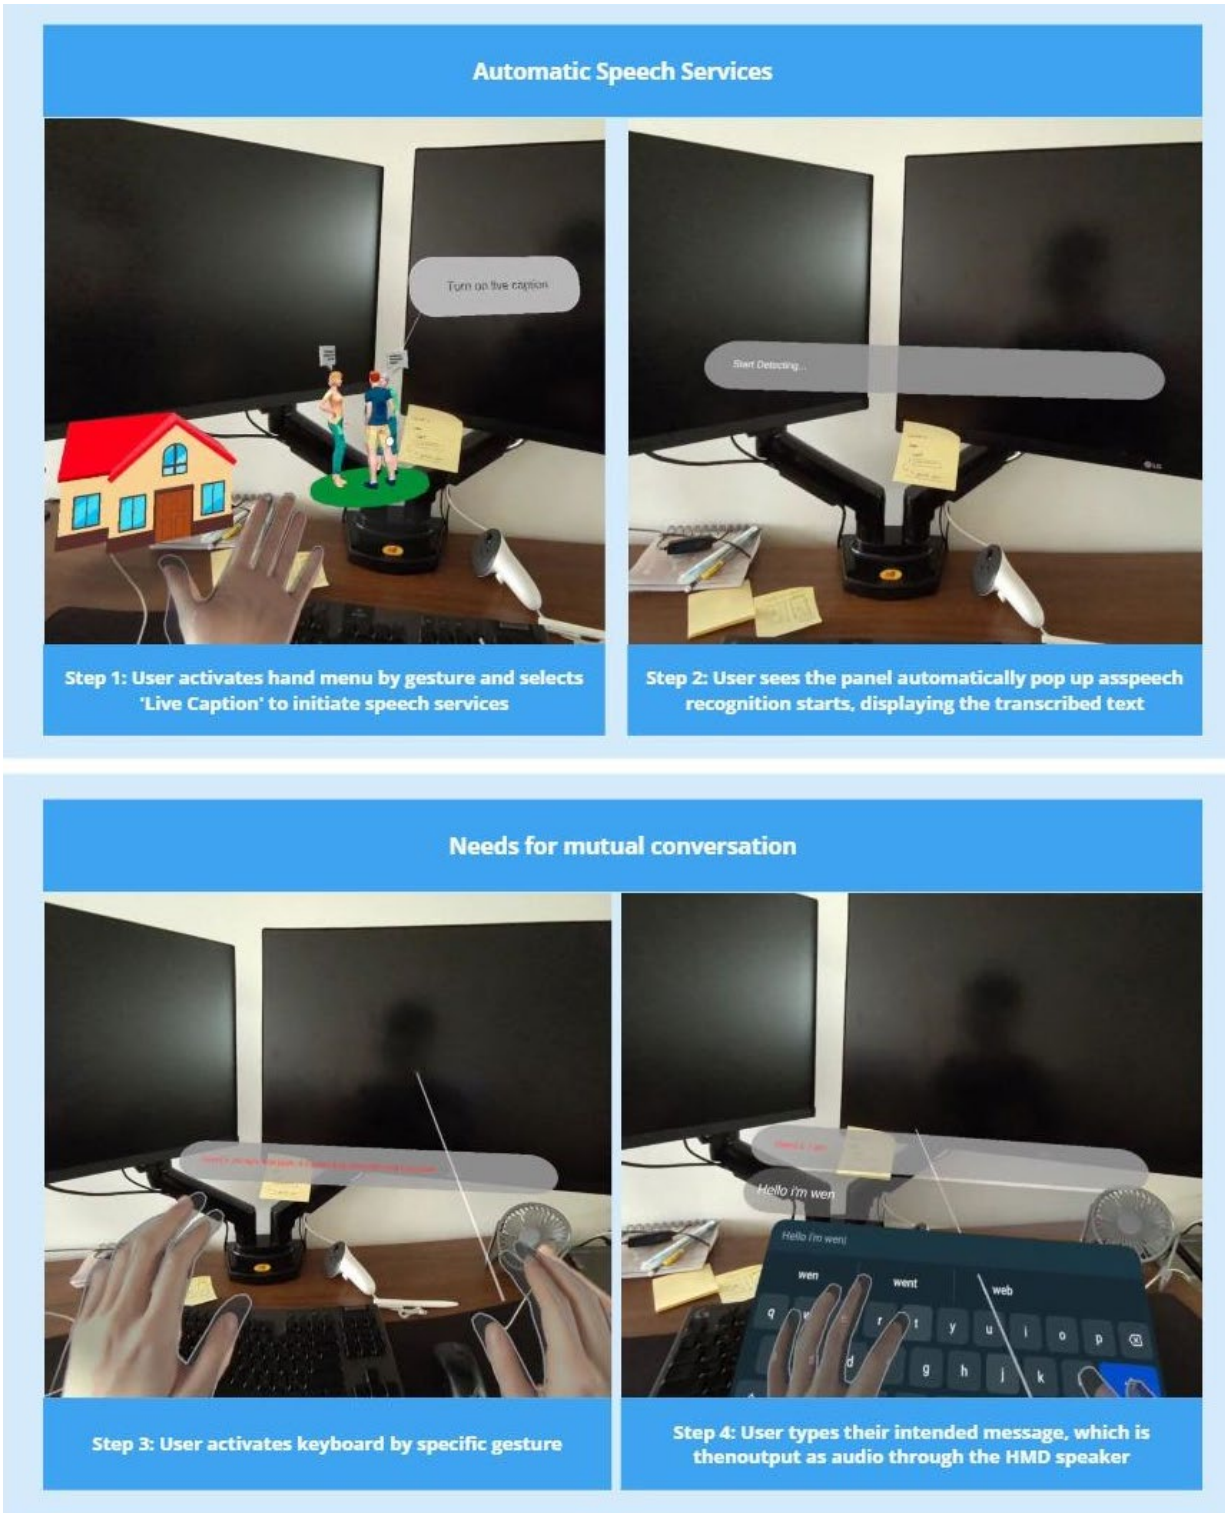 Automatic Speech Services
Turn on live caption
Start Detecting...
LG
Step 1: User activates hand menu by gesture and selects
'Live Caption' to initiate speech services
Step 2: User sees the panel automatically pop up asspeech
recognition starts, displaying the transcribed text
Needs for mutual conversation
Hello i'm wen
Hello i'm wen
wen went web
q r t y u i o p
d g h j k
Step 3: User activates keyboard by specific gesture
Step 4: User types their intended message, which is
thenoutput as audio through the HMD speaker